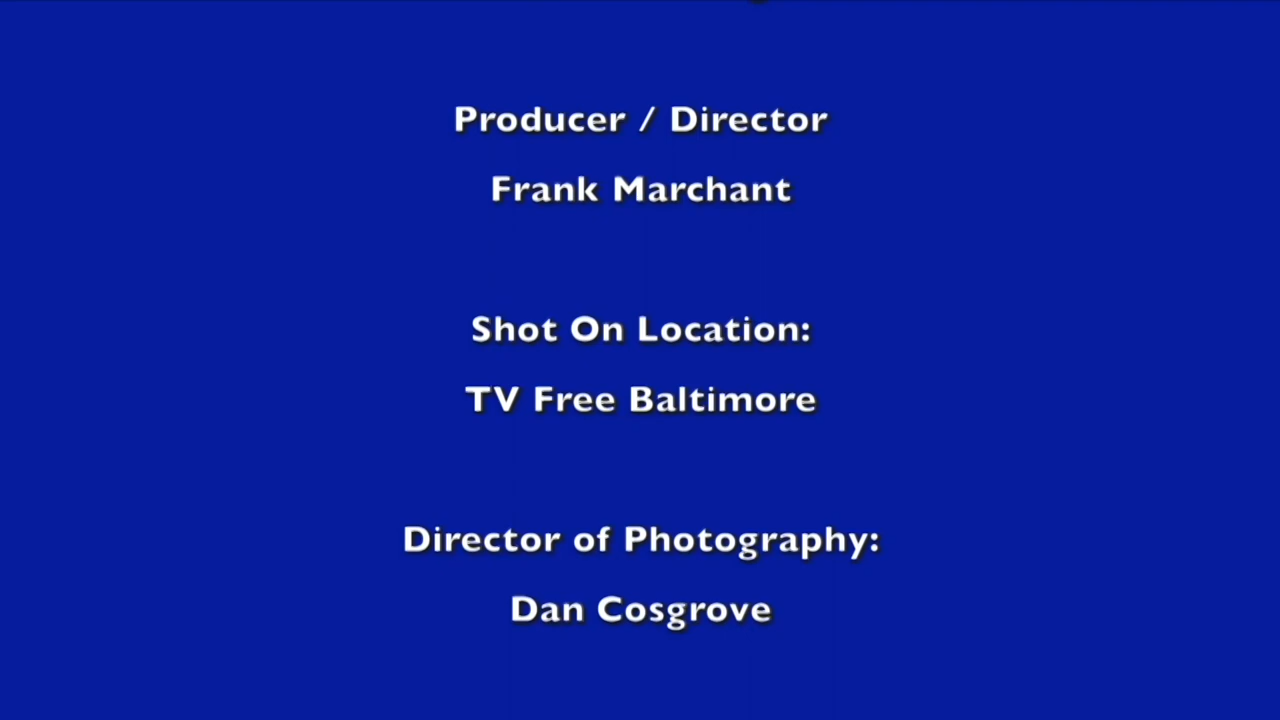 Producer / Director
Frank Marchant
Shot On Location:
TV Free Baltimore
Director of Photography:
Dan Cosgrove